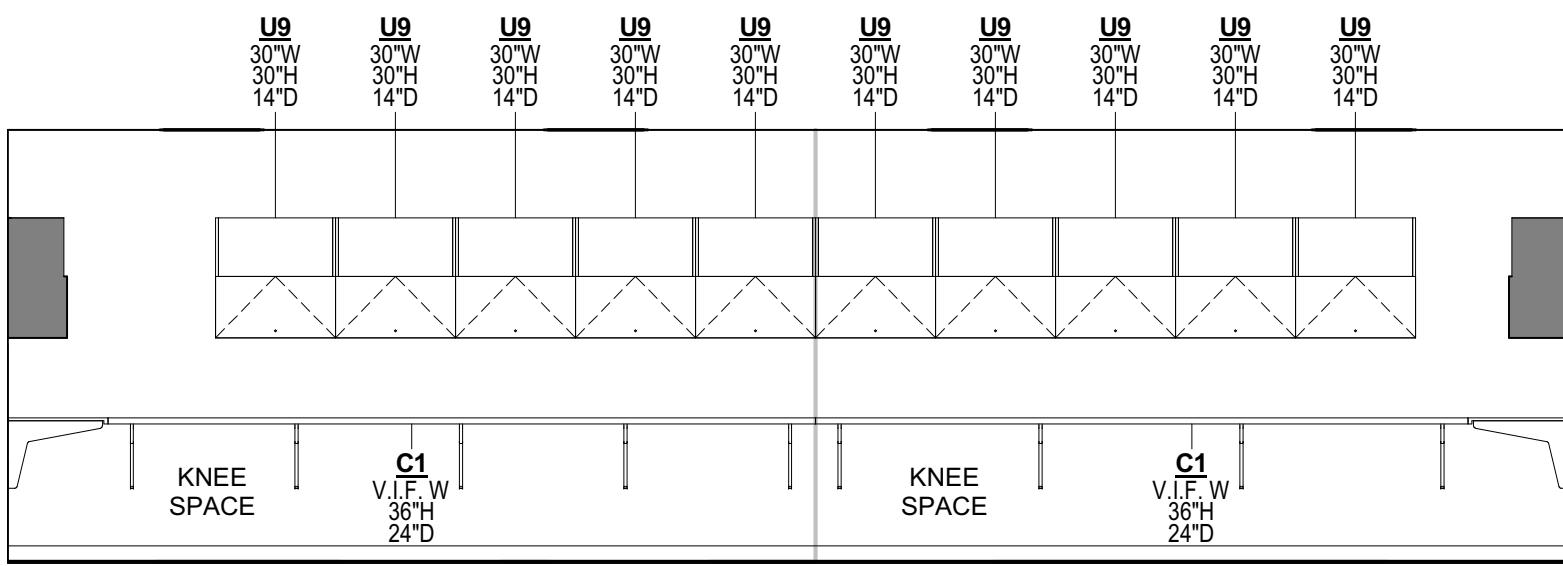 U9 U9 U9 U9 U9 U9 U9 U9 U9 U9
30"W 30"W 30"W 30"W 30"W 30"W 30"W 30"W 30"W 30"W
30"H 30"H 30"H 30"H 30"H 30"H 30"H 30"H 30"H 30"H
14"D 14"D 14"D 14"D 14"D 14"D 14"D 14"D 14"D 14"D
KNEE
SPACE
C1
V.I.F. W
36"H
24"D
KNEE
SPACE
C1
V.I.F. W
36"H
24"D